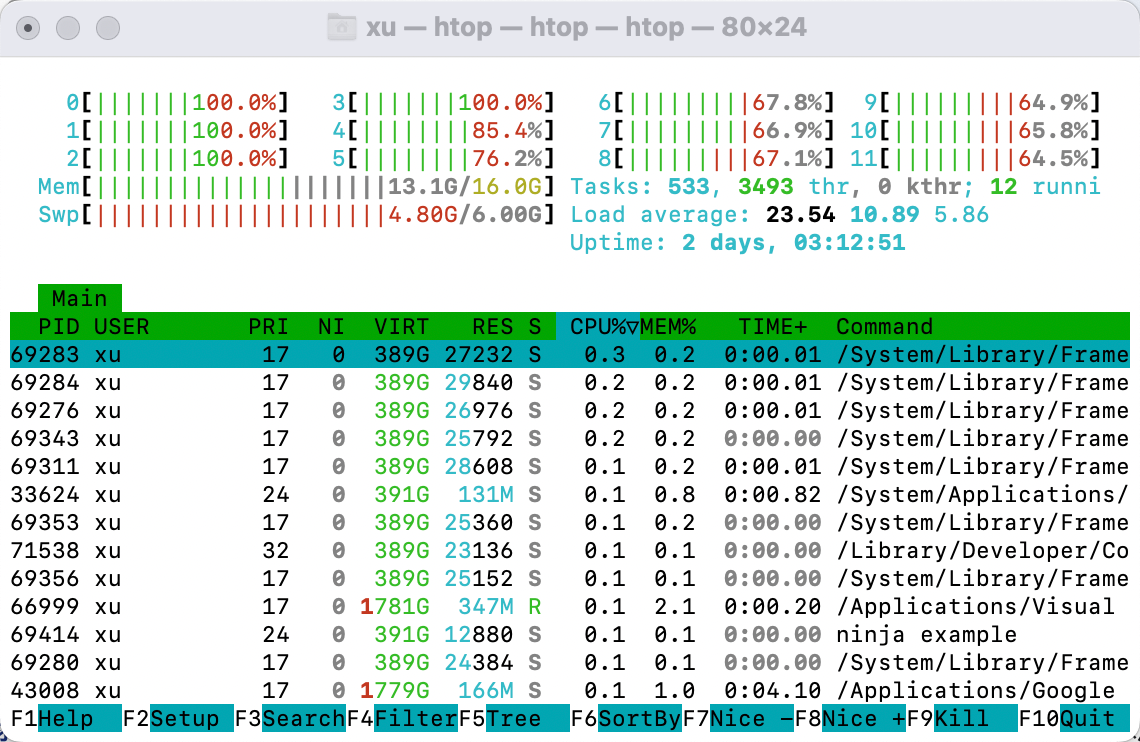 xu — htop — htop — htop — 80×24
0[|||||||100.0%] 3[|||||||100.0%] 6[|||||||||67.8%] 9[|||||||||64.9%]
1[|||||||100.0%] 4[||||||||85.4%] 7[|||||||||66.9%] 10[|||||||||65.8%]
2[|||||||100.0%] 5[||||||||76.2%] 8[|||||||||67.1%] 11[|||||||||64.5%]
Mem[|||||||||||||||||||||13.1G/16.0G] Tasks: 533, 3493 thr, 0 kthr; 12 runni
Swp[|||||||||||||||||||||4.80G/6.00G] Load average: 23.54 10.89 5.86
Uptime: 2 days, 03:12:51
Main
PID USER PRI NI VIRT RES S CPU%▽MEM% TIME+ Command
69283 xu 17 0 389G 27232 S 0.3 0.2 0:00.01 /System/Library/Frame
69284 xu 17 0 389G 29840 S 0.2 0.2 0:00.01 /System/Library/Frame
69276 xu 17 0 389G 26976 S 0.2 0.2 0:00.01 /System/Library/Frame
69343 xu 17 0 389G 25792 S 0.2 0.2 0:00.00 /System/Library/Frame
69311 xu 17 0 389G 28608 S 0.1 0.2 0:00.01 /System/Library/Frame
33624 xu 24 0 391G 131M S 0.1 0.8 0:00.82 /System/Applications/
69353 xu 17 0 389G 25360 S 0.1 0.2 0:00.00 /System/Library/Frame
71538 xu 32 0 389G 23136 S 0.1 0.1 0:00.00 /Library/Developer/Co
69356 xu 17 0 389G 25152 S 0.1 0.1 0:00.00 /System/Library/Frame
66999 xu 17 0 1781G 347M R 0.1 2.1 0:00.20 /Applications/Visual
69414 xu 24 0 391G 12880 S 0.1 0.1 0:00.00 ninja example
69280 xu 17 0 389G 24384 S 0.1 0.1 0:00.00 /System/Library/Frame
43008 xu 17 0 1779G 166M S 0.1 1.0 0:04.10 /Applications/Google
F1Help F2Setup F3SearchF4FilterF5Tree F6SortByF7Nice -F8Nice +F9Kill F10Quit